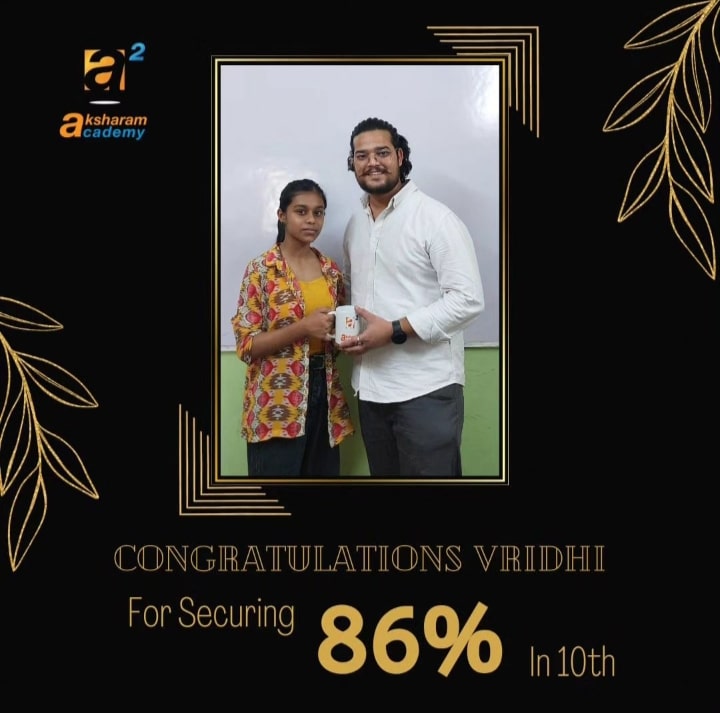 a²
aksharam
academy
CONGRATULATIONS VRIDHI
For Securing
86%
In 10th